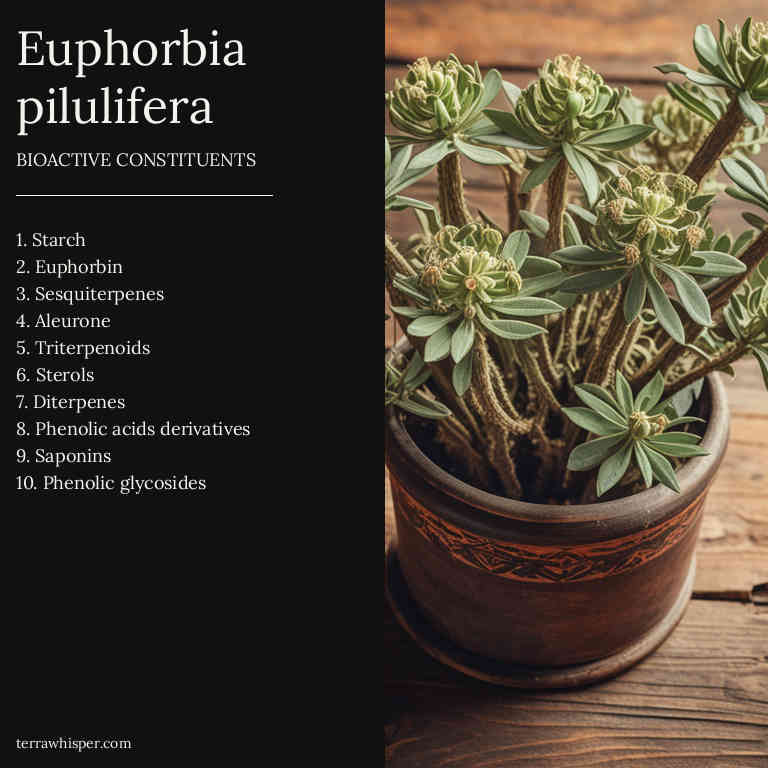 Euphorbia
pilulifera
BIOACTIVE CONSTITUENTS
1. Starch
2. Euphorbin
3. Sesquiterpenes
4. Aleurone
5. Triterpenoids
6. Sterols
7. Diterpenes
8. Phenolic acids derivatives
9. Saponins
10. Phenolic glycosides
terrawhisper.com